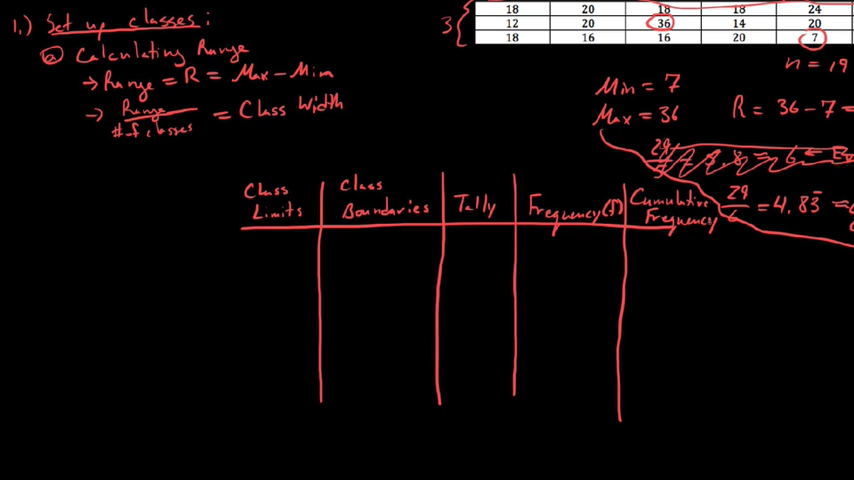 1.) Set up classes:
a Calculating Range
→ Range = R = Max - Min
→ Range / # of classes = Class Width
3 {
18 20 18 18 24
12 20 36 14 20
18 16 16 20 7
n = 19
Min = 7
Max = 36
R = 36 - 7 =
29/6 = 4.83 =
Class Limits
Class Boundaries
Tally
Frequency (f)
Cumulative Frequency